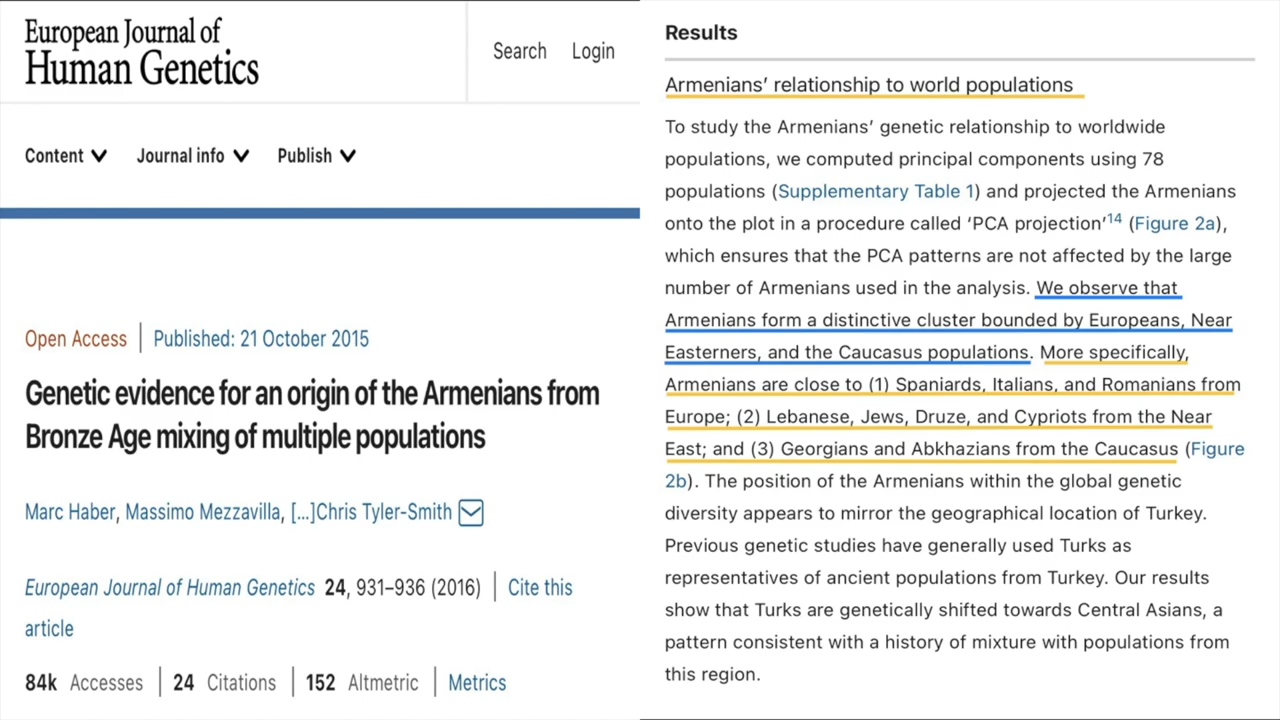 European Journal of
Human Genetics
Search Login
Content Journal info Publish
Open Access | Published: 21 October 2015
Genetic evidence for an origin of the Armenians from
Bronze Age mixing of multiple populations
Marc Haber, Massimo Mezzavilla, [...]Chris Tyler-Smith
European Journal of Human Genetics 24, 931–936 (2016) | Cite this
article
84k Accesses | 24 Citations | 152 Altmetric | Metrics
Results
Armenians’ relationship to world populations
To study the Armenians’ genetic relationship to worldwide
populations, we computed principal components using 78
populations (Supplementary Table 1) and projected the Armenians
onto the plot in a procedure called ‘PCA projection’14 (Figure 2a),
which ensures that the PCA patterns are not affected by the large
number of Armenians used in the analysis. We observe that
Armenians form a distinctive cluster bounded by Europeans, Near
Easterners, and the Caucasus populations. More specifically,
Armenians are close to (1) Spaniards, Italians, and Romanians from
Europe; (2) Lebanese, Jews, Druze, and Cypriots from the Near
East; and (3) Georgians and Abkhazians from the Caucasus (Figure
2b). The position of the Armenians within the global genetic
diversity appears to mirror the geographical location of Turkey.
Previous genetic studies have generally used Turks as
representatives of ancient populations from Turkey. Our results
show that Turks are genetically shifted towards Central Asians, a
pattern consistent with a history of mixture with populations from
this region.